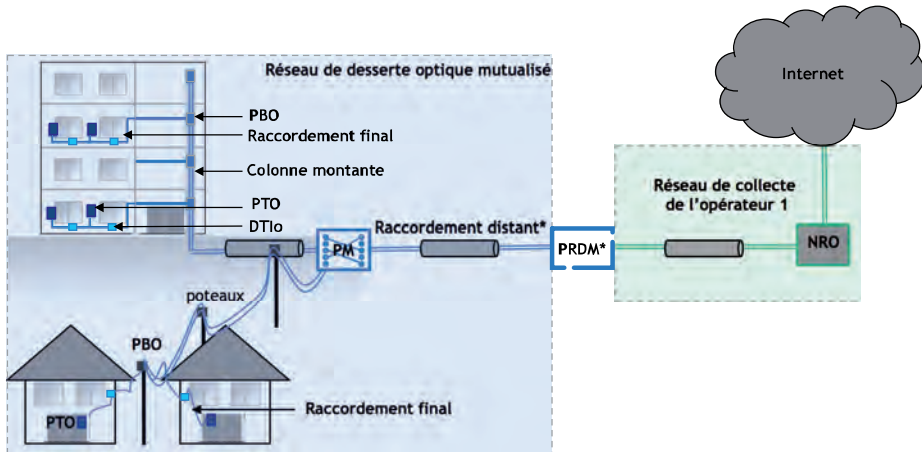 Internet
Réseau de desserte optique mutualisé
PBO
Raccordement final
Colonne montante
PTO
DTIo
Réseau de collecte
de l'opérateur 1
Raccordement distant*
PM
PRDM*
NRO
poteaux
PBO
PTO
Raccordement final